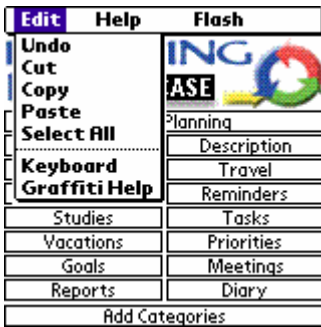 Edit Help Flash
Undo
Cut
Copy
Paste
Select All
Keyboard
Graffiti Help
ING
ASE
Planning
Description
Travel
Reminders
Studies Tasks
Vacations Priorities
Goals Meetings
Reports Diary
Add Categories